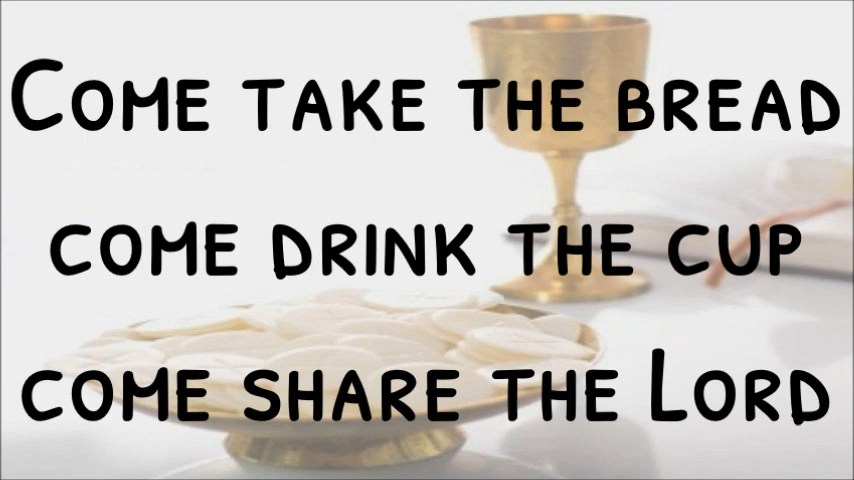 Come take the bread
come drink the cup
come share the Lord